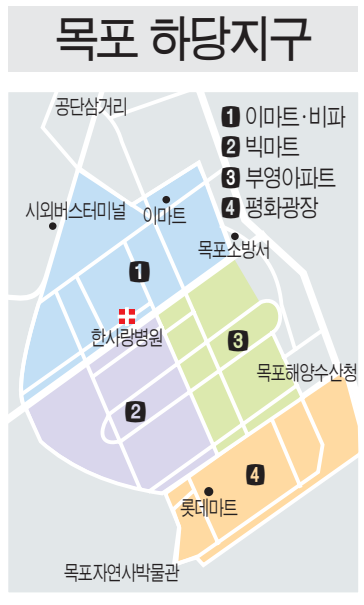 목포 하당지구
공단삼거리
1 이마트·비파
2 빅마트
3 부영아파트
4 평화광장
시외버스터미널
이마트
목포소방서
1
한사랑병원
3
목포해양수산청
2
4
롯데마트
목포자연사박물관